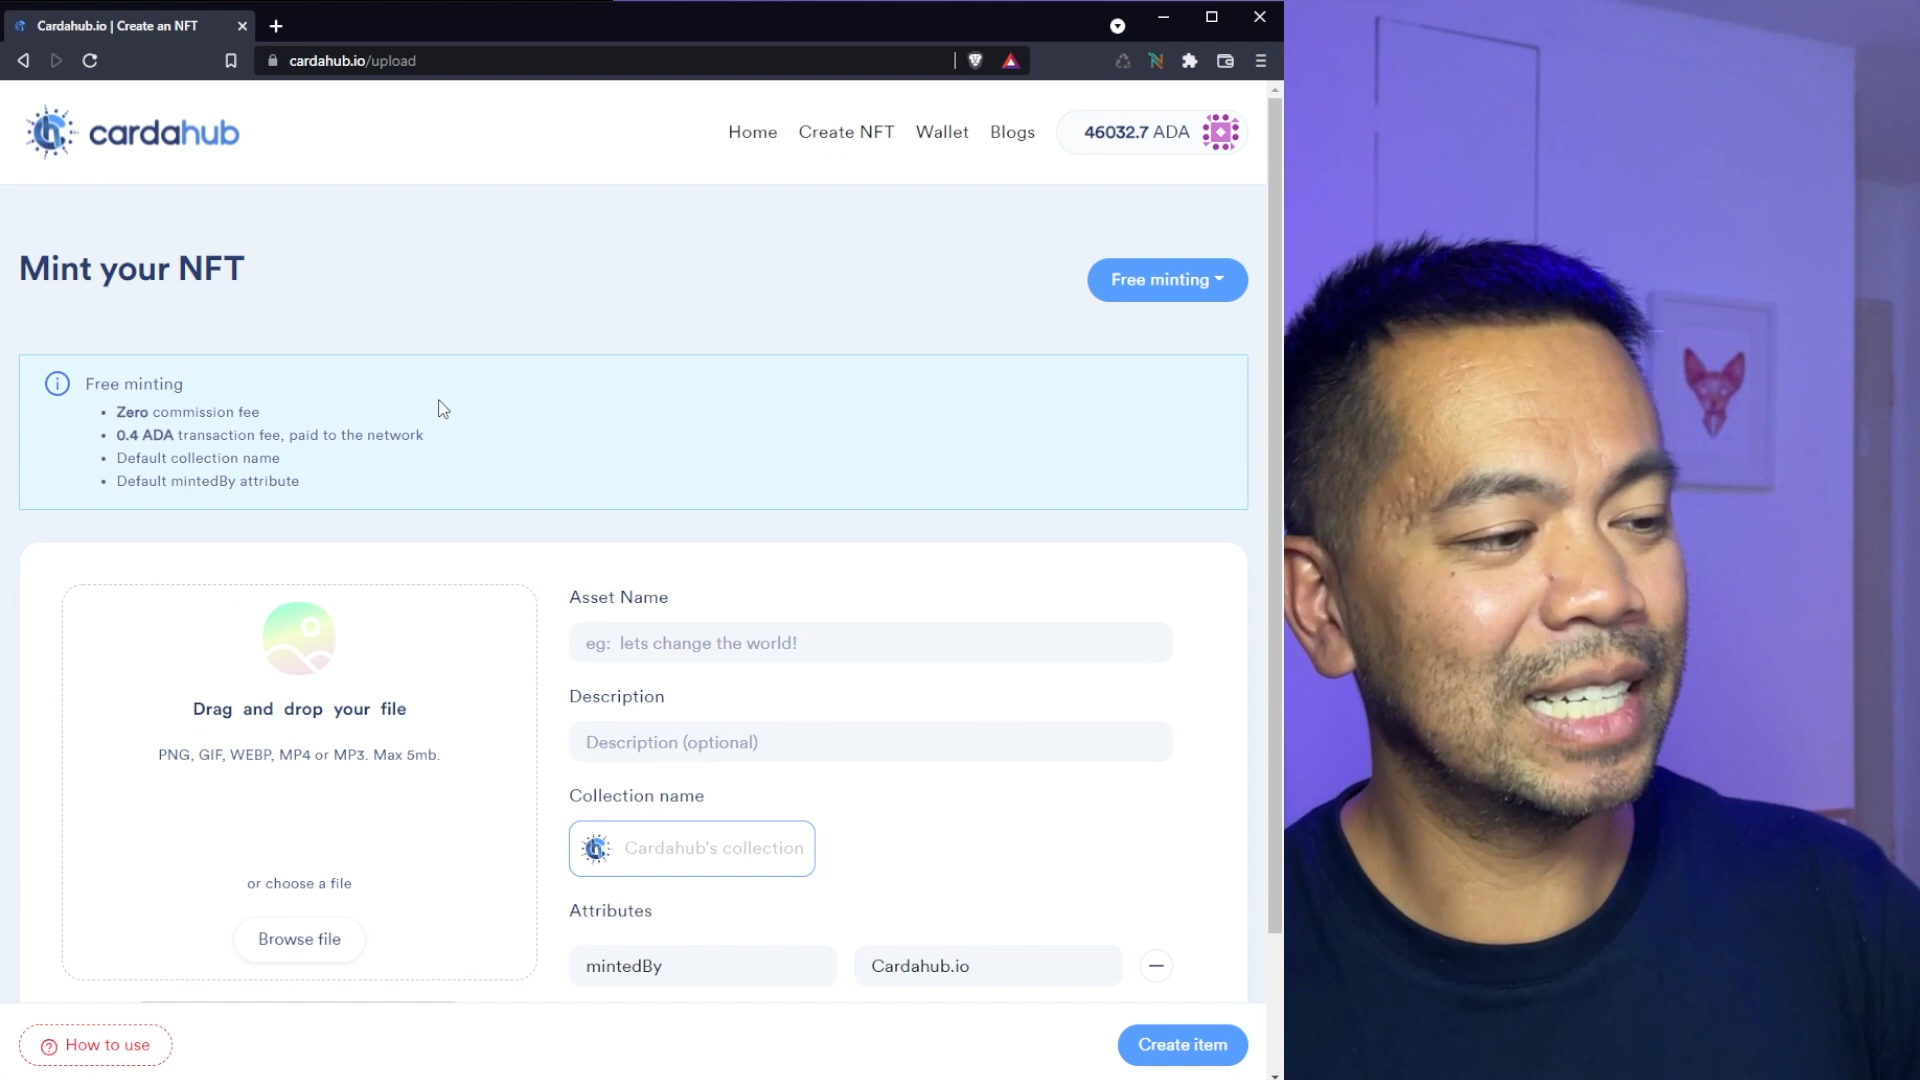 Cardahub.io | Create an NFT
cardahub.io/upload
cardahub
Home
Create NFT
Wallet
Blogs
46032.7 ADA
Mint your NFT
Free minting
Free minting
Zero commission fee
0.4 ADA transaction fee, paid to the network
Default collection name
Default mintedBy attribute
Drag and drop your file
PNG, GIF, WEBP, MP4 or MP3. Max 5mb.
or choose a file
Browse file
Asset Name
eg: lets change the world!
Description
Description (optional)
Collection name
Cardahub's collection
Attributes
mintedBy
Cardahub.io
How to use
Create item